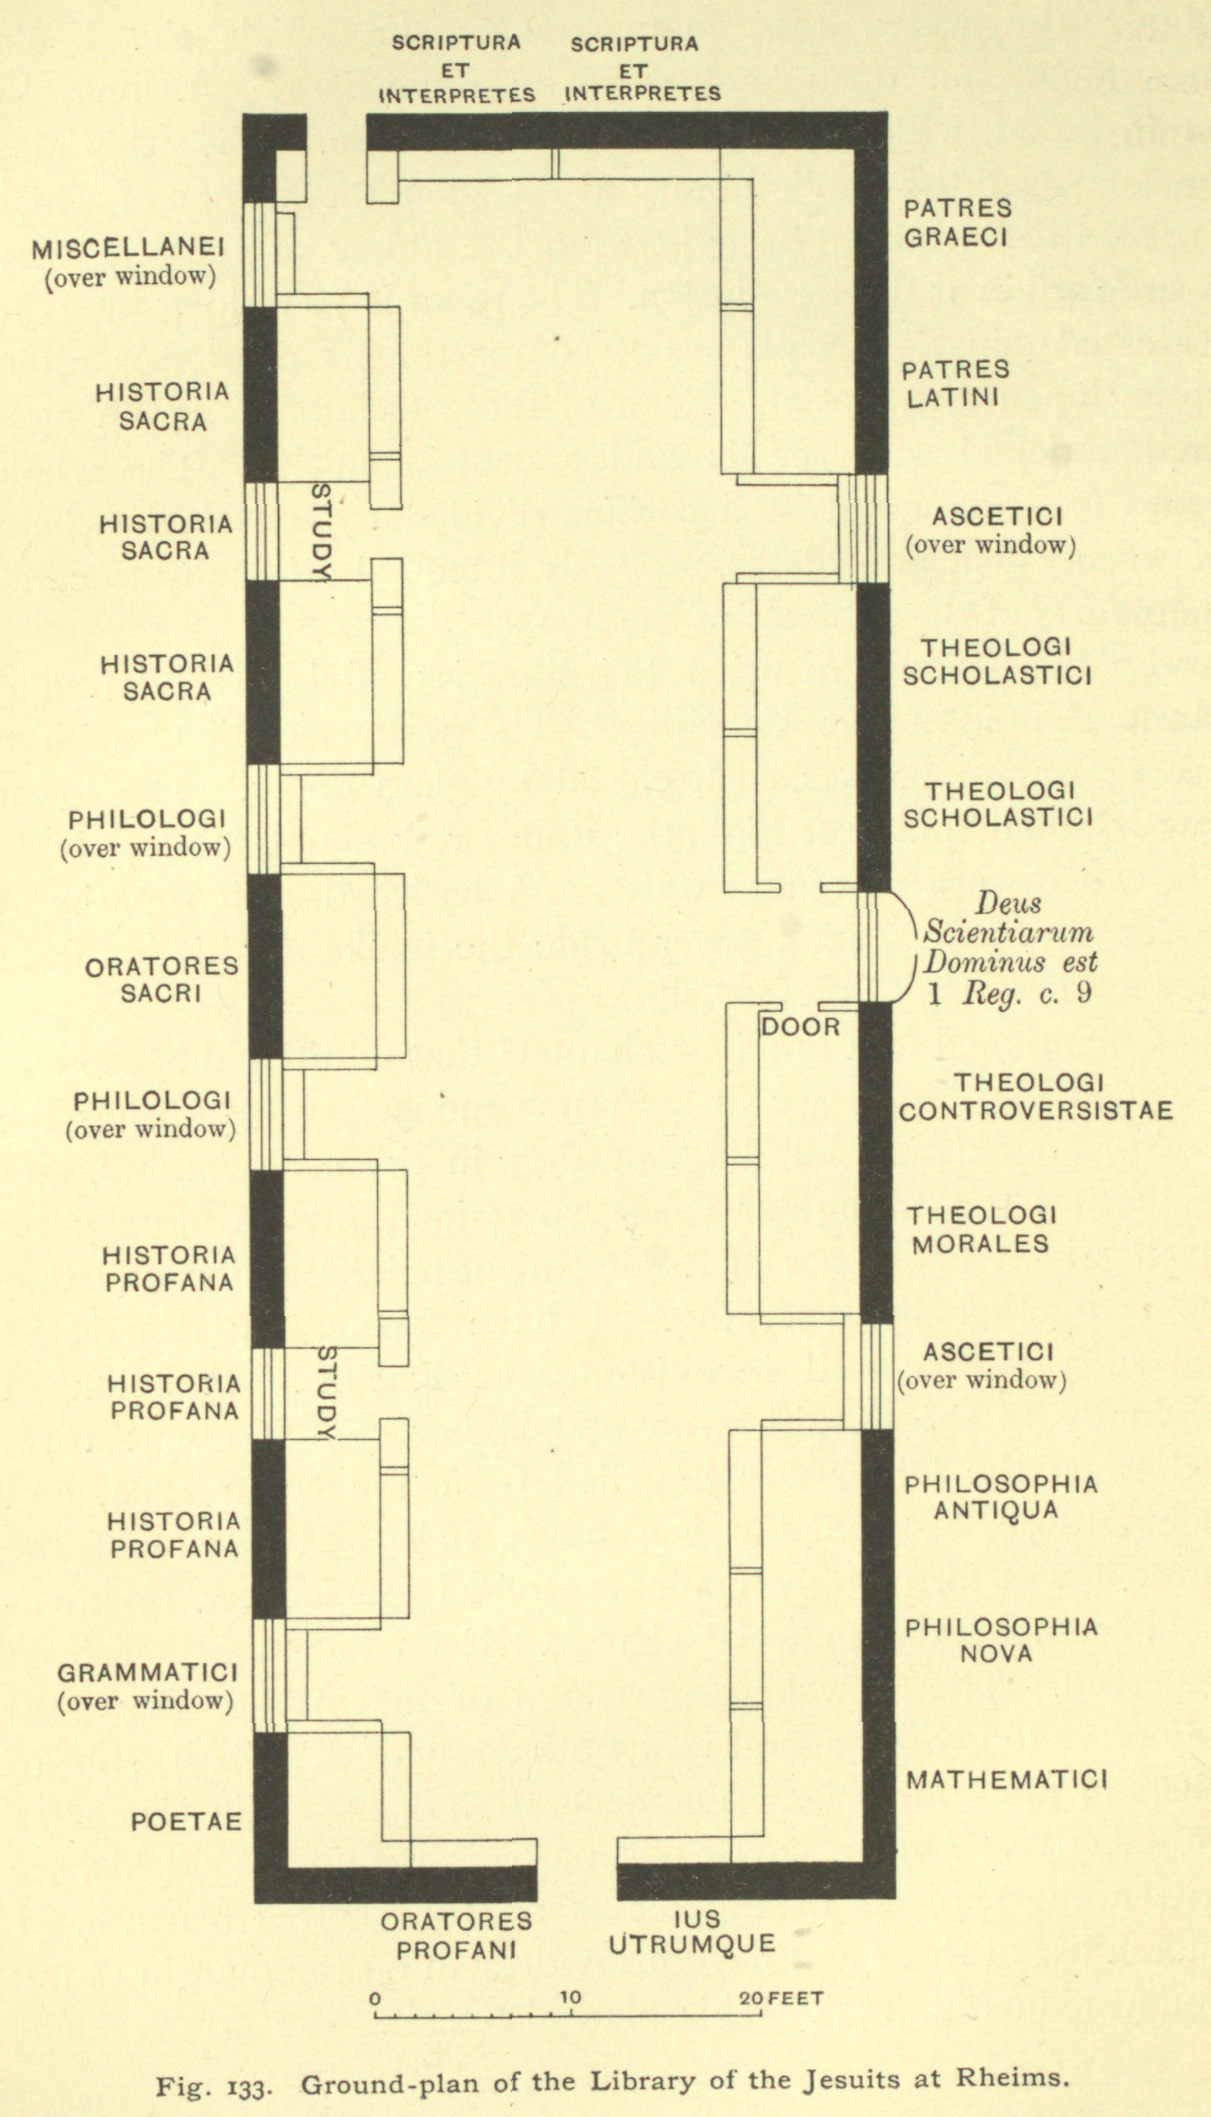 SCRIPTURA
ET
INTERPRETES
SCRIPTURA
ET
INTERPRETES
MISCELLANEI
(over window)
HISTORIA
SACRA
HISTORIA
SACRA
STUDY
HISTORIA
SACRA
PHILOLOGI
(over window)
ORATORES
SACRI
PHILOLOGI
(over window)
HISTORIA
PROFANA
HISTORIA
PROFANA
STUDY
HISTORIA
PROFANA
GRAMMATICI
(over window)
POETAE
PATRES
GRAECI
PATRES
LATINI
ASCETICI
(over window)
THEOLOGI
SCHOLASTICI
THEOLOGI
SCHOLASTICI
Deus
Scientiarum
Dominus est
1 Reg. c. 9
DOOR
THEOLOGI
CONTROVERSISTAE
THEOLOGI
MORALES
ASCETICI
(over window)
PHILOSOPHIA
ANTIQUA
PHILOSOPHIA
NOVA
MATHEMATICI
ORATORES
PROFANI
IUS
UTRUMQUE
0 10 20 FEET
Fig. 133. Ground-plan of the Library of the Jesuits at Rheims.